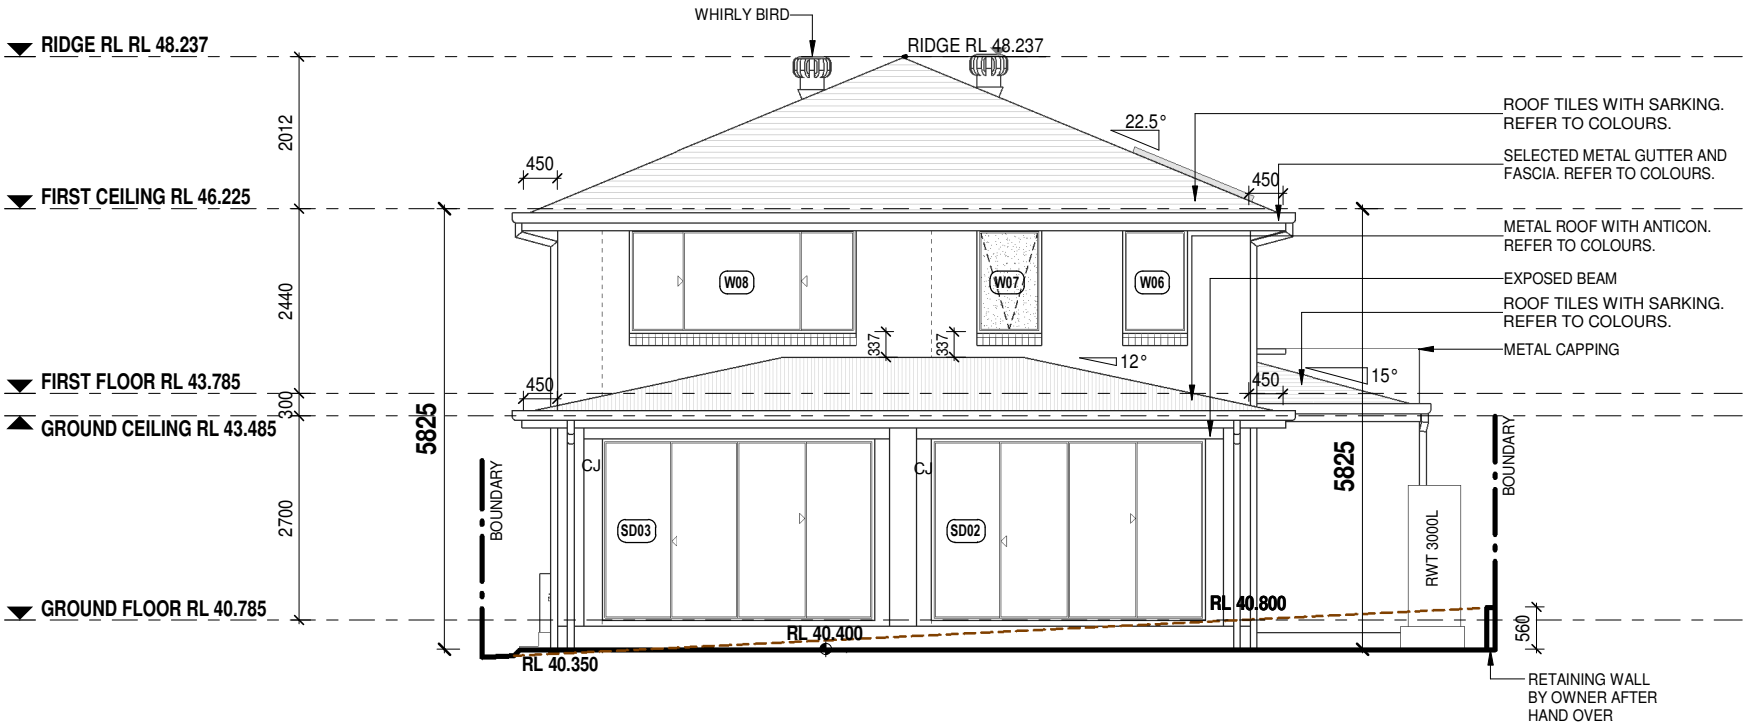 WHIRLY BIRD
RIDGE RL RL 48.237
RIDGE RL 48.237
2012
22.5°
ROOF TILES WITH SARKING.
REFER TO COLOURS.
SELECTED METAL GUTTER AND
FASCIA. REFER TO COLOURS.
450
450
FIRST CEILING RL 46.225
METAL ROOF WITH ANTICON.
REFER TO COLOURS.
EXPOSED BEAM
W08
W07
W06
2440
ROOF TILES WITH SARKING.
REFER TO COLOURS.
METAL CAPPING
337
337
12°
15°
FIRST FLOOR RL 43.785
450
450
300
GROUND CEILING RL 43.485
5825
5825
CJ
CJ
BOUNDARY
BOUNDARY
2700
SD03
SD02
RWT 3000L
GROUND FLOOR RL 40.785
RL 40.800
RL 40.400
RL 40.350
560
RETAINING WALL
BY OWNER AFTER
HAND OVER